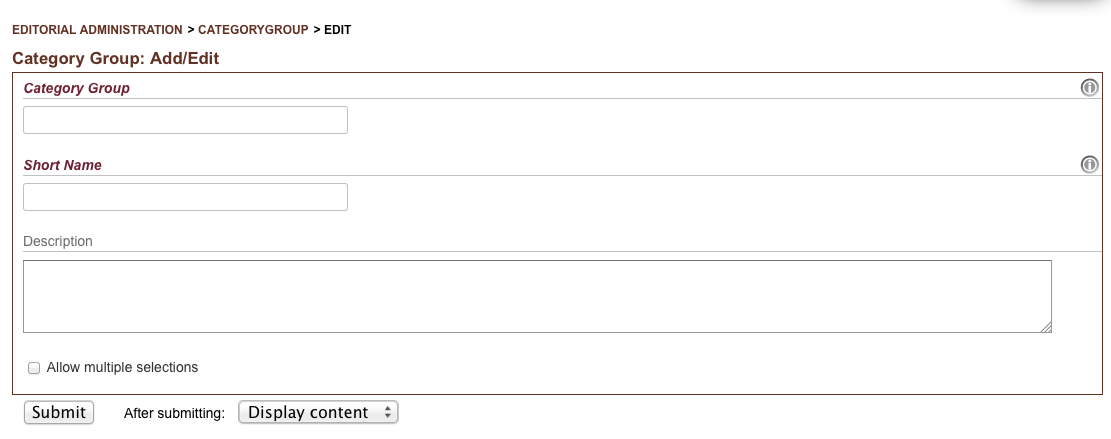 EDITORIAL ADMINISTRATION > CATEGORYGROUP > EDIT
Category Group: Add/Edit
Category Group
Short Name
Description
Allow multiple selections
Submit After submitting: Display content